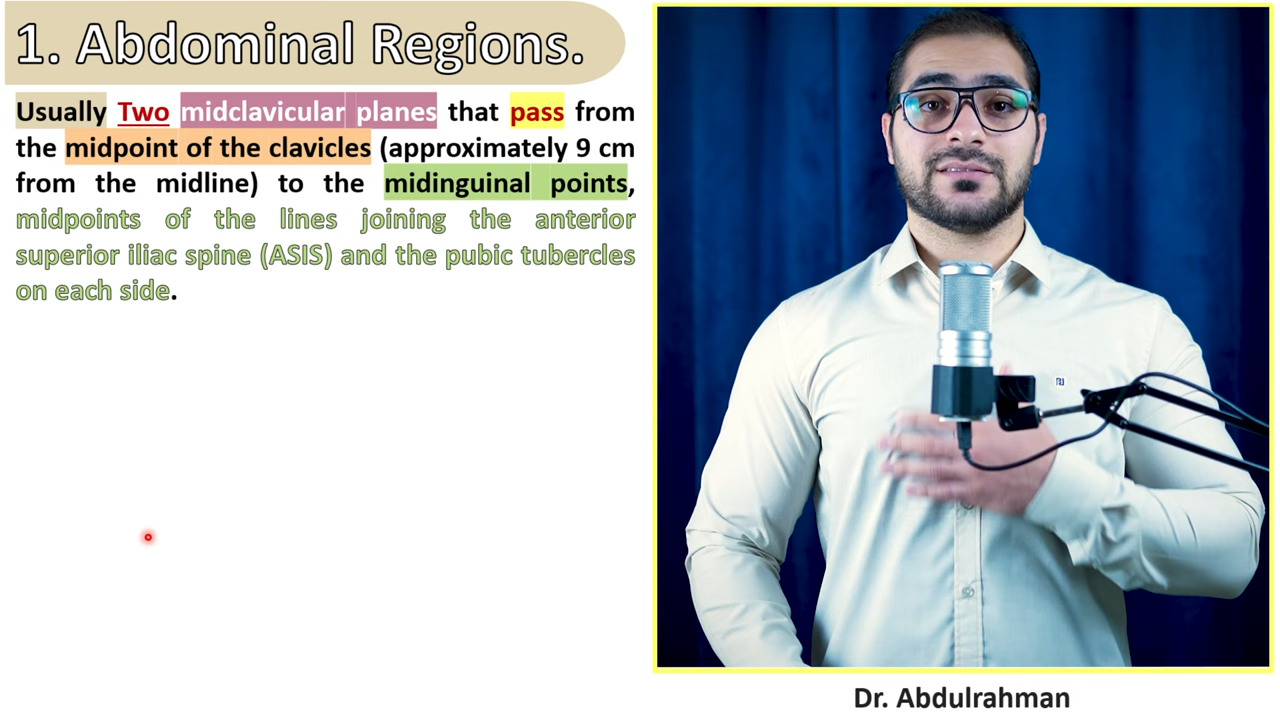 1. Abdominal Regions.
Usually Two midclavicular planes that pass from
the midpoint of the clavicles (approximately 9 cm
from the midline) to the midinguinal points,
midpoints of the lines joining the anterior
superior iliac spine (ASIS) and the pubic tubercles
on each side.
Dr. Abdulrahman